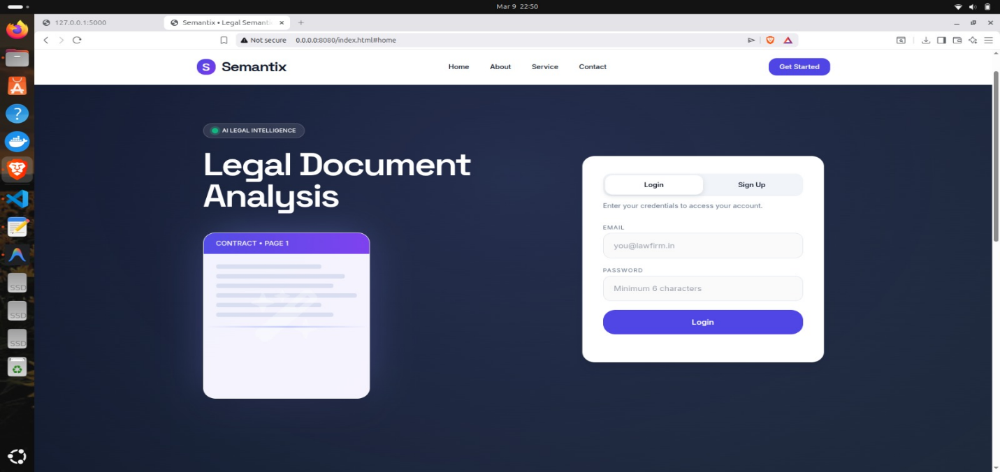 Mar 9 22:50
127.0.0.1:5000
Semantix • Legal Semanti
Not secure 0.0.0.0:8080/index.html#home
S Semantix
Home About Service Contact
Get Started
AI LEGAL INTELLIGENCE
Legal Document
Analysis
CONTRACT • PAGE 1
Login Sign Up
Enter your credentials to access your account.
EMAIL
you@lawfirm.in
PASSWORD
Minimum 6 characters
Login
SSD
SSD
SSD